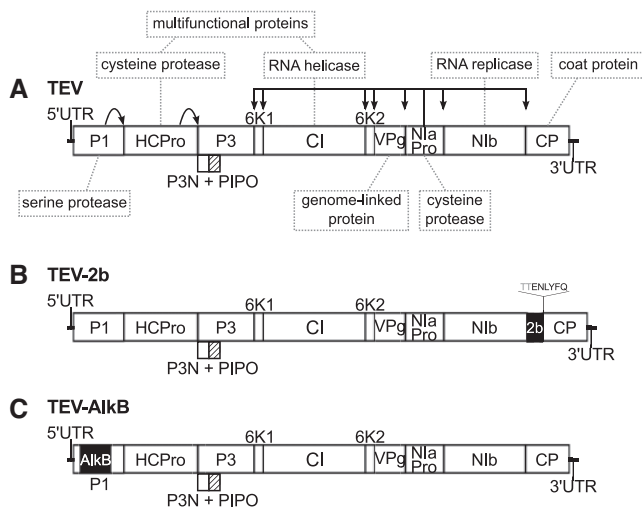 multifunctional proteins
cysteine protease
RNA helicase
RNA replicase
coat protein
A TEV
5'UTR
6K1
6K2
P1
HCPro
P3
CI
VPg
NIa
Pro
NIb
CP
3'UTR
P3N + PIPO
serine protease
genome-linked
protein
cysteine
protease
B TEV-2b
TTENLYFQ
5'UTR
6K1
6K2
P1
HCPro
P3
CI
VPg
NIa
Pro
NIb
2b
CP
3'UTR
P3N + PIPO
C TEV-AlkB
5'UTR
6K1
6K2
AlkB
HCPro
P3
CI
VPg
NIa
Pro
NIb
CP
3'UTR
P1
P3N + PIPO